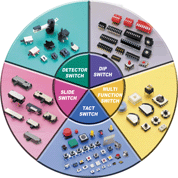 DETECTOR
SWITCH
DIP
SWITCH
SLIDE
SWITCH
MULTI
FUNCTION
SWITCH
TACT
SWITCH